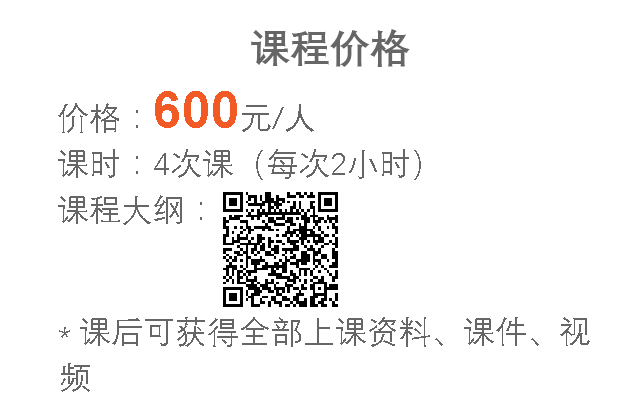 课程价格
价格：600元/人
课时：4次课（每次2小时）
课程大纲：
* 课后可获得全部上课资料、课件、视
频